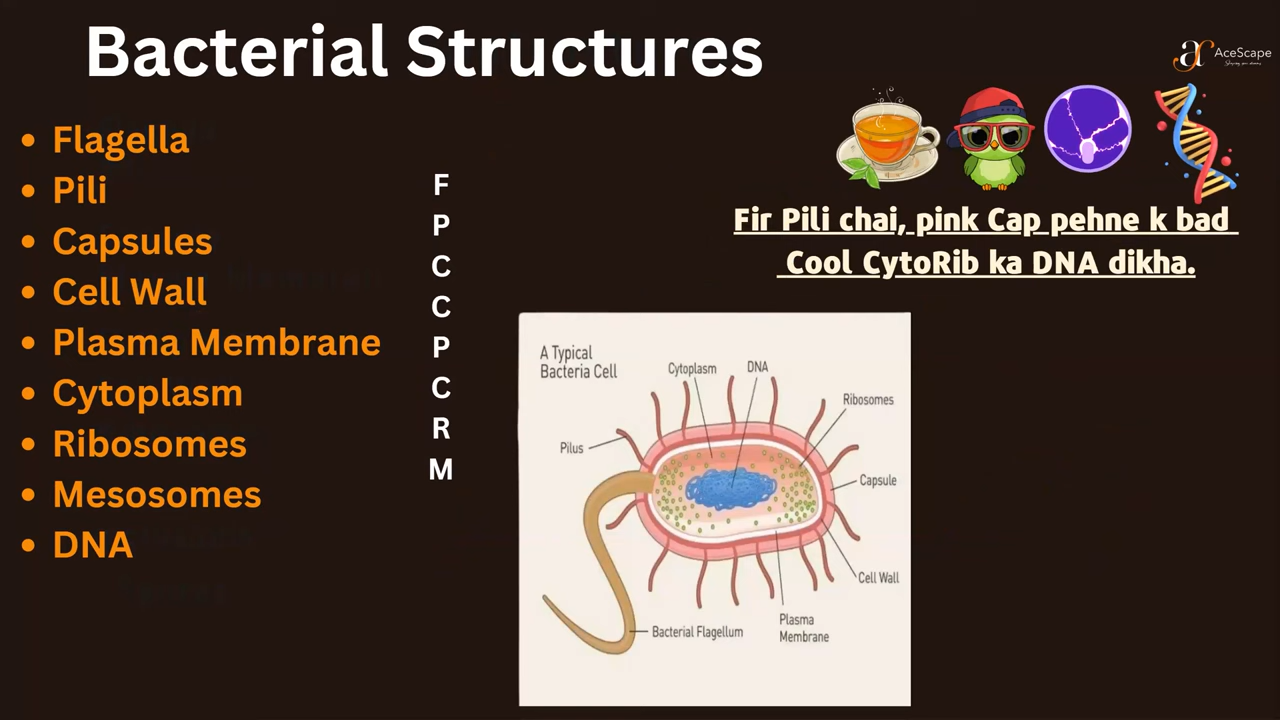 Bacterial Structures
AceScape
• Flagella
• Pili
• Capsules
• Cell Wall
• Plasma Membrane
• Cytoplasm
• Ribosomes
• Mesosomes
• DNA
F
P
C
C
P
C
R
M
Fir Pili chai, pink Cap pehne k bad
Cool CytoRib ka DNA dikha.
A Typical
Bacteria Cell
Cytoplasm
DNA
Ribosomes
Pilus
Capsule
Cell Wall
Plasma
Membrane
Bacterial Flagellum